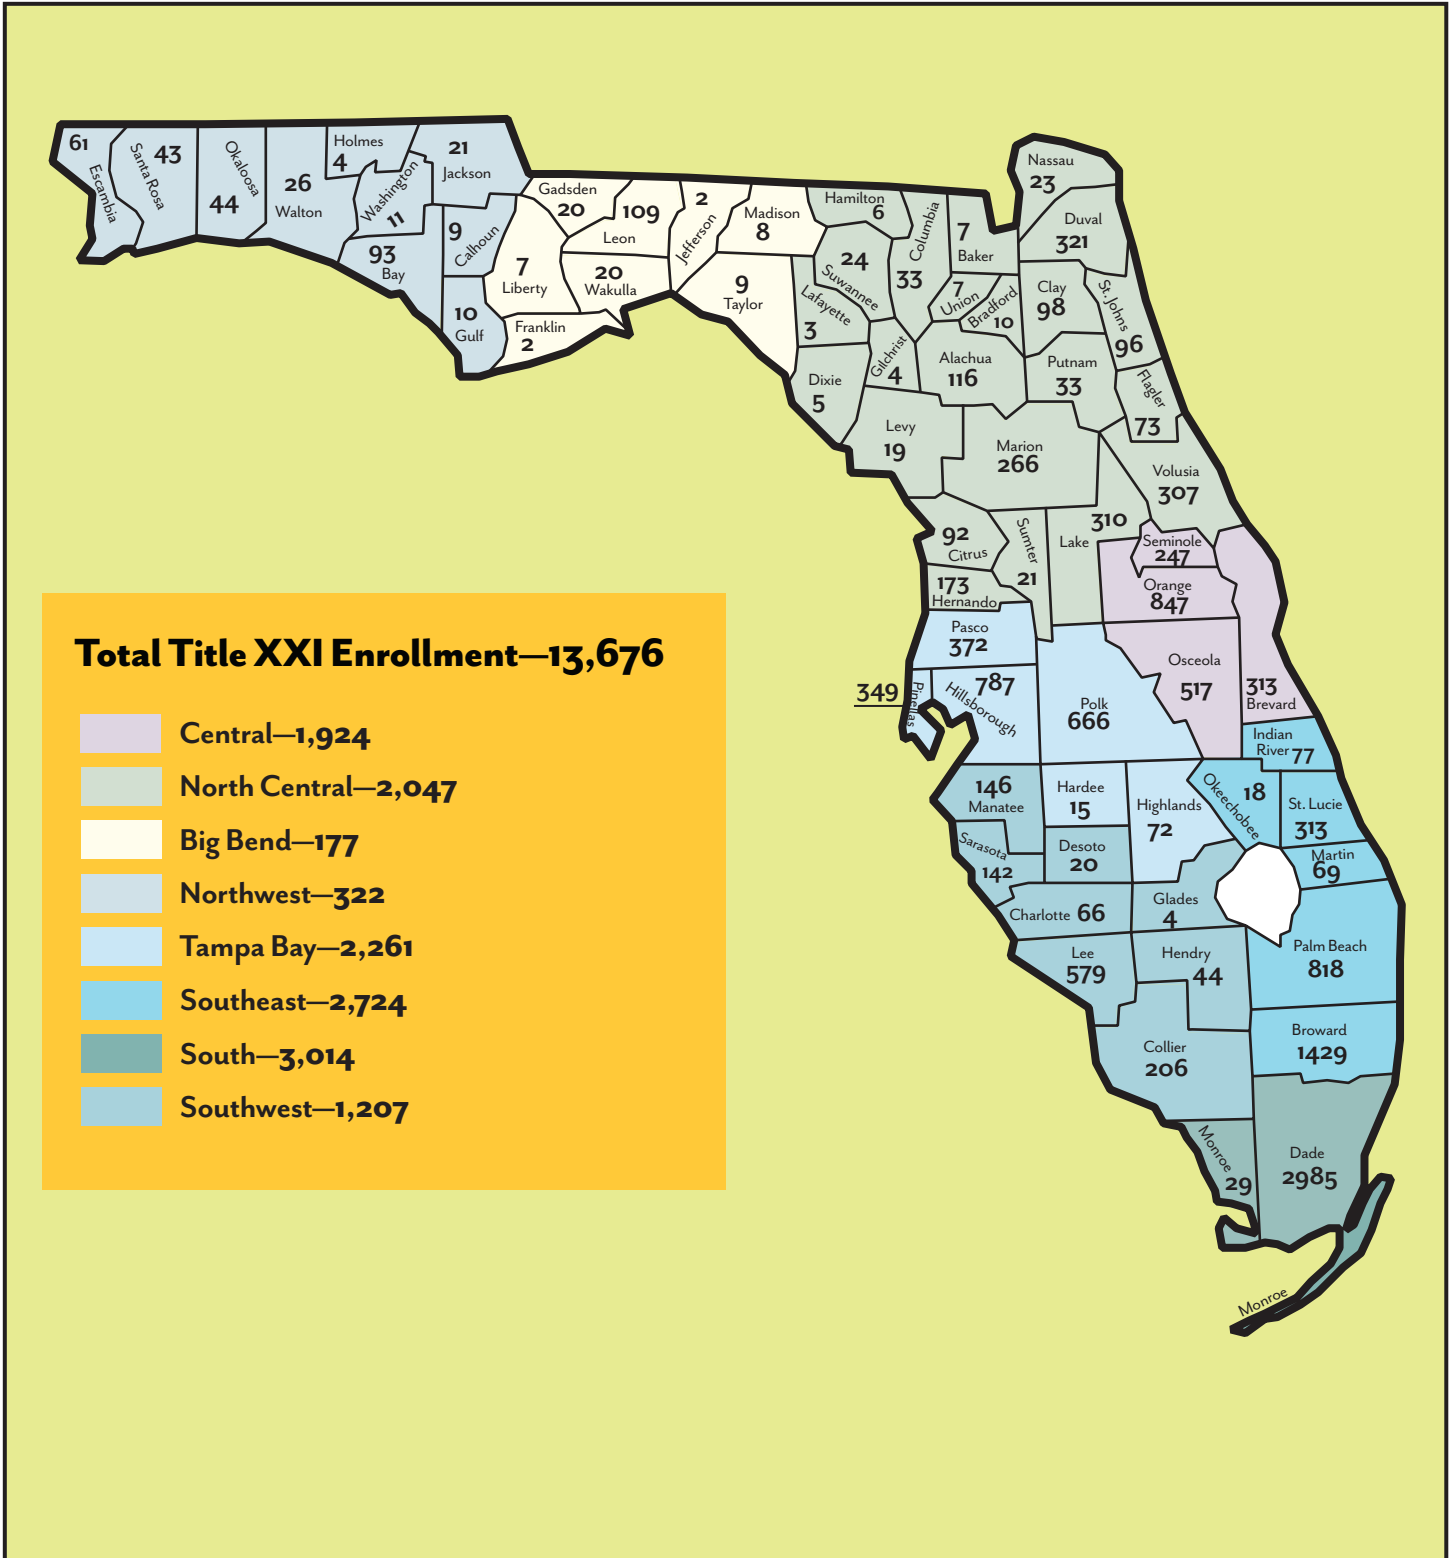 61
Escambia
Santa Rosa
43
Okaloosa
44
26
Walton
Holmes
4
Washington
11
21
Jackson
93
Bay
9
Calhoun
10
Gulf
Gadsden
20
109
Leon
7
Liberty
20
Wakulla
Franklin
2
2
Jefferson
Madison
8
9
Taylor
Hamilton
6
24
Suwannee
Lafayette
3
Columbia
33
7
Baker
7
Union
Bradford
10
Nassau
23
Duval
321
Clay
98
St. Johns
96
Dixie
5
Gilchrist
4
Alachua
116
Putnam
33
Flagler
73
Levy
19
Marion
266
Volusia
307
92
Citrus
Sumter
21
310
Lake
173
Hernando
Seminole
247
Orange
847
Pasco
372
Osceola
517
313
Brevard
349
Pinellas
787
Hillsborough
Polk
666
Indian
River 77
146
Manatee
Hardee
15
Highlands
72
Okeechobee
18
St. Lucie
313
Sarasota
142
Desoto
20
Martin
69
Charlotte 66
Glades
4
Lee
579
Hendry
44
Palm Beach
818
Collier
206
Broward
1429
Monroe
29
Dade
2985
Monroe
Total Title XXI Enrollment—13,676
Central—1,924
North Central—2,047
Big Bend—177
Northwest—322
Tampa Bay—2,261
Southeast—2,724
South—3,014
Southwest—1,207